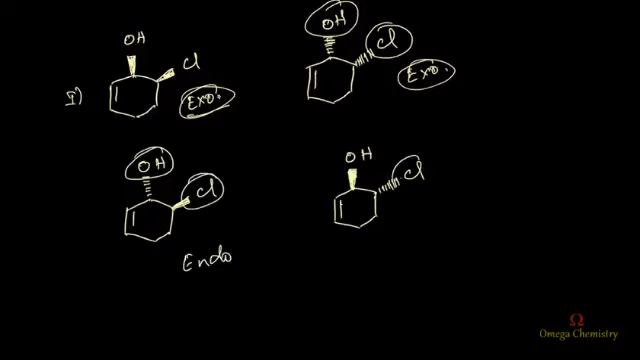 OH
Cl
I)
Exo.
OH
Cl
Exo.
OH
Cl
Endo
OH
Cl
Ω
Omega Chemistry